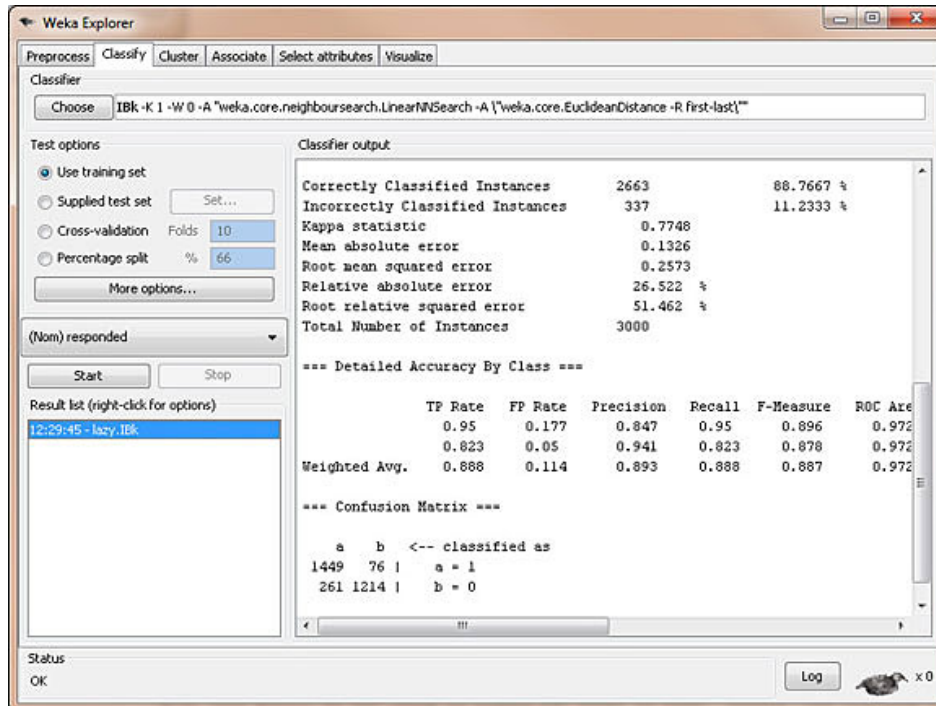 Weka Explorer
Preprocess Classify Cluster Associate Select attributes Visualize
Classifier
Choose IBk -K 1 -W 0 -A "weka.core.neighboursearch.LinearNNSearch -A \"weka.core.EuclideanDistance -R first-last\""
Test options
Use training set
Supplied test set Set...
Cross-validation Folds 10
Percentage split % 66
More options...
(Nom) responded
Start Stop
Result list (right-click for options)
12:29:45 - lazy.IBk
Classifier output
Correctly Classified Instances 2663 88.7667 %
Incorrectly Classified Instances 337 11.2333 %
Kappa statistic 0.7748
Mean absolute error 0.1326
Root mean squared error 0.2573
Relative absolute error 26.522 %
Root relative squared error 51.462 %
Total Number of Instances 3000
=== Detailed Accuracy By Class ===
TP Rate FP Rate Precision Recall F-Measure ROC Are
0.95 0.177 0.847 0.95 0.896 0.972
0.823 0.05 0.941 0.823 0.878 0.972
Weighted Avg. 0.888 0.114 0.893 0.888 0.887 0.972
=== Confusion Matrix ===
a b <-- classified as
1449 76 | a = 1
261 1214 | b = 0
Status
OK
Log
x 0